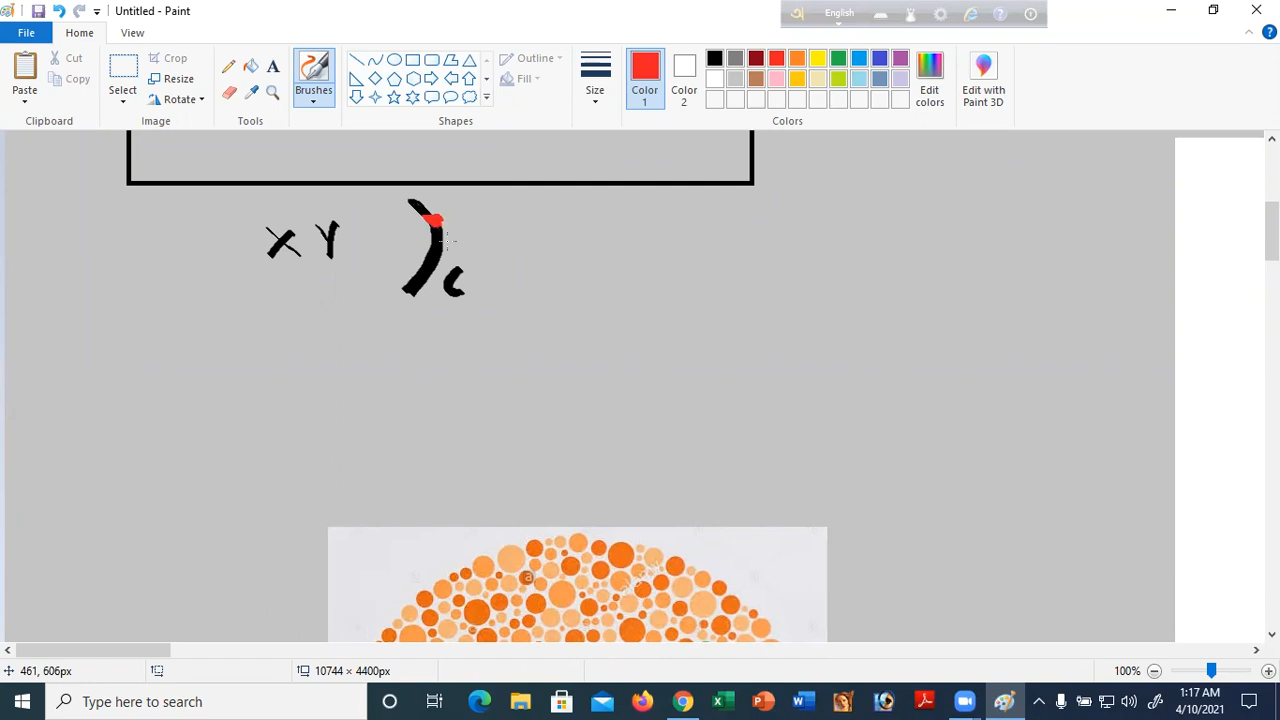 Untitled - Paint
English
File
Home
View
Paste
Cut
Copy
Clipboard
Select
Crop
Resize
Rotate
Image
Tools
Brushes
Shapes
Outline
Fill
Size
Color 1
Color 2
Edit colors
Colors
Edit with Paint 3D
X Y
461, 606px
10744 × 4400px
100%
Type here to search
1:17 AM
4/10/2021